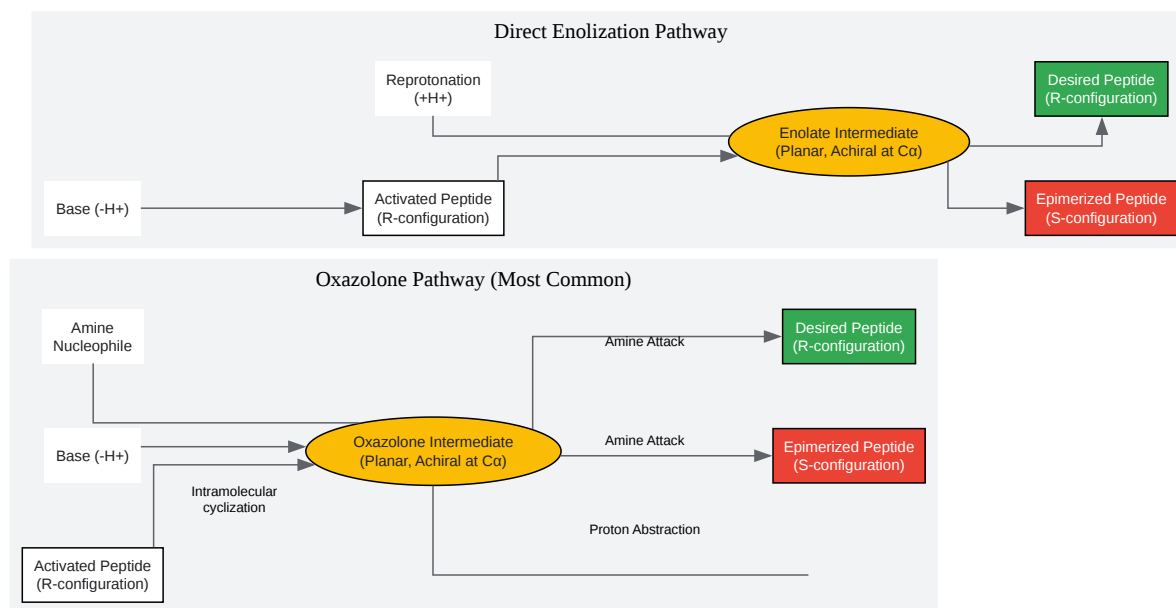 Direct Enolization Pathway
Reprotonation
(+H+)
Desired Peptide
(R-configuration)
Enolate Intermediate
(Planar, Achiral at Cα)
Base (-H+)
Activated Peptide
(R-configuration)
Epimerized Peptide
(S-configuration)
Oxazolone Pathway (Most Common)
Amine
Nucleophile
Amine Attack
Desired Peptide
(R-configuration)
Base (-H+)
Oxazolone Intermediate
(Planar, Achiral at Cα)
Amine Attack
Epimerized Peptide
(S-configuration)
Intramolecular
cyclization
Proton Abstraction
Activated Peptide
(R-configuration)